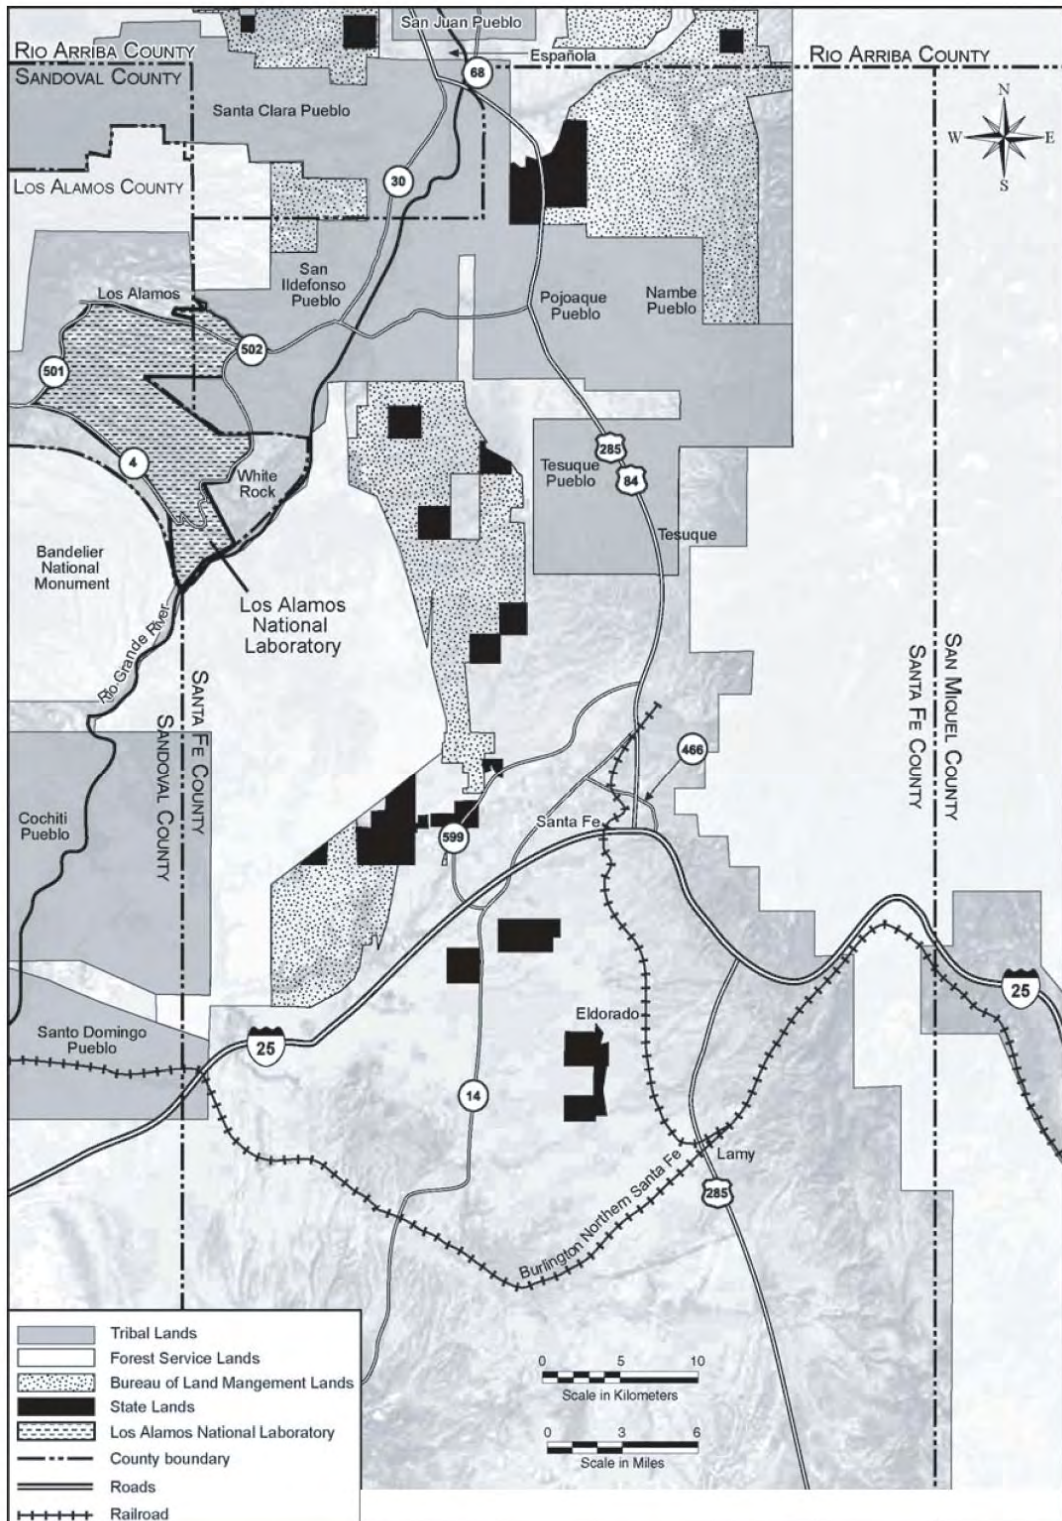 San Juan Pueblo
Española
RIO ARRIBA COUNTY
RIO ARRIBA COUNTY
SANDOVAL COUNTY
68
Santa Clara Pueblo
N
W
E
S
30
LOS ALAMOS COUNTY
San
Ildefonso
Pueblo
Los Alamos
Pojoaque
Pueblo
Nambe
Pueblo
502
501
285
84
4
White
Rock
Tesuque
Pueblo
Tesuque
Bandelier
National
Monument
Los Alamos
National
Laboratory
Rio Grande River
SANTA FE COUNTY
SANDOVAL COUNTY
SAN MIQUEL COUNTY
SANTA FE COUNTY
466
Cochiti
Pueblo
Santa Fe
599
25
Eldorado
Santo Domingo
Pueblo
25
14
Lamy
Burlington Northern Santa Fe
285
Tribal Lands
Forest Service Lands
Bureau of Land Mangement Lands
State Lands
Los Alamos National Laboratory
County boundary
Roads
Railroad
0 5 10
Scale in Kilometers
0 3 6
Scale in Miles